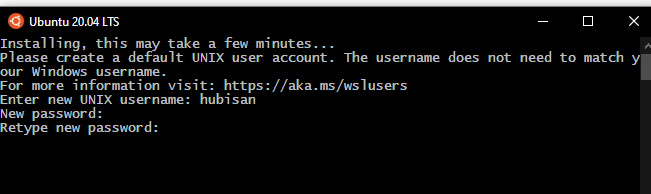 Ubuntu 20.04 LTS
Installing, this may take a few minutes...
Please create a default UNIX user account. The username does not need to match y
our Windows username.
For more information visit: https://aka.ms/wslusers
Enter new UNIX username: hubisan
New password:
Retype new password: